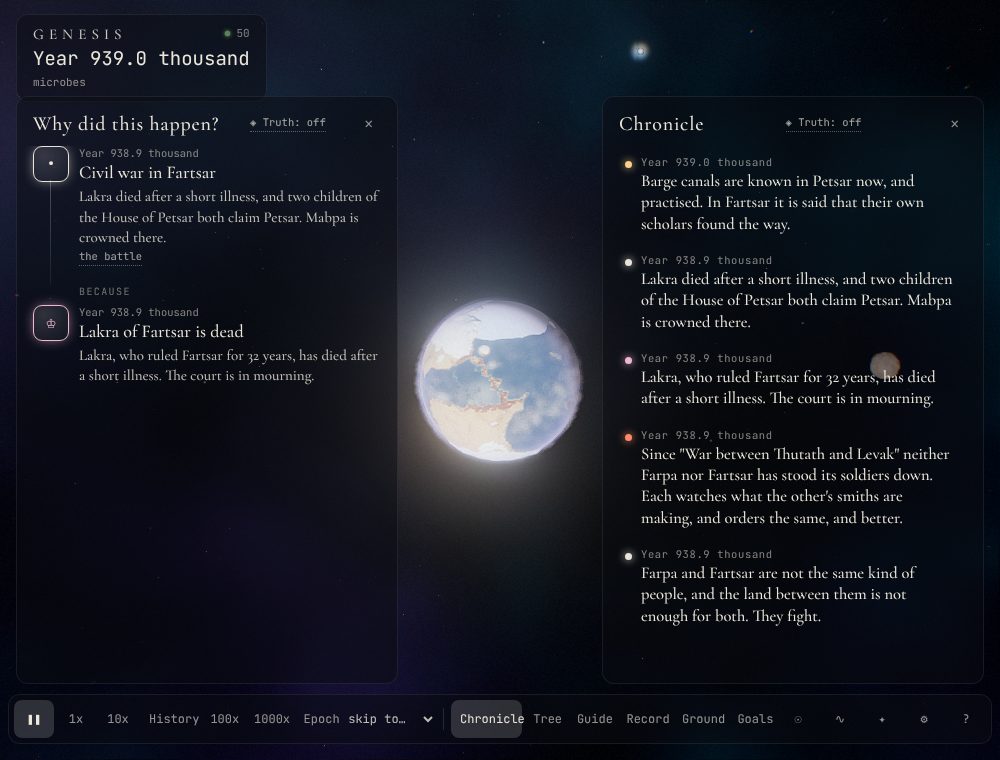 GENESIS
50
Year 939.0 thousand
microbes
Why did this happen?
◈ Truth: off
×
Year 938.9 thousand
Civil war in Fartsar
Lakra died after a short illness, and two children of
the House of Petsar both claim Petsar. Mabpa is
crowned there.
the battle
BECAUSE
Year 938.9 thousand
Lakra of Fartsar is dead
Lakra, who ruled Fartsar for 32 years, has died after
a short illness. The court is in mourning.
Chronicle
◈ Truth: off
×
Year 939.0 thousand
Barge canals are known in Petsar now, and
practised. In Fartsar it is said that their own
scholars found the way.
Year 938.9 thousand
Lakra died after a short illness, and two children
of the House of Petsar both claim Petsar. Mabpa
is crowned there.
Year 938.9 thousand
Lakra, who ruled Fartsar for 32 years, has died
after a short illness. The court is in mourning.
Year 938.9 thousand
Since "War between Thutath and Levak" neither
Farpa nor Fartsar has stood its soldiers down.
Each watches what the other's smiths are
making, and orders the same, and better.
Year 938.9 thousand
Farpa and Fartsar are not the same kind of
people, and the land between them is not
enough for both. They fight.
1x 10x History 100x 1000x Epoch skip to… Chronicle Tree Guide Record Ground Goals ?